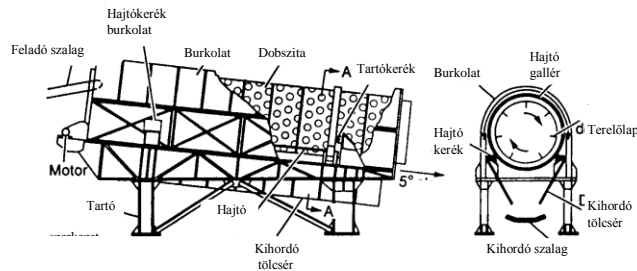 Hajtókerék
burkolat
Feladó szalag
Burkolat
Dobszita
A
Tartókerék
Motor
5°
Tartó
Hajtó
A
Kihordó
tölcsér
Hajtó
gallér
Burkolat
Hajtó
kerék
d
Terelőlap
Kihordó
tölcsér
Kihordó szalag